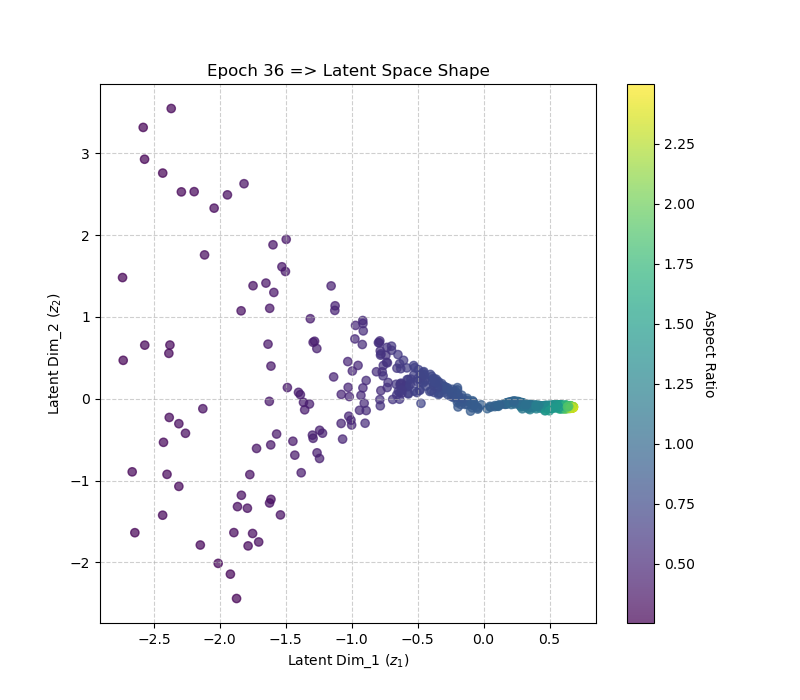 Epoch 36 => Latent Space Shape
3
2
1
0
−1
−2
Latent Dim_2 (z₂)
−2.5 −2.0 −1.5 −1.0 −0.5 0.0 0.5
Latent Dim_1 (z₁)
2.25
2.00
1.75
1.50
1.25
1.00
0.75
0.50
Aspect Ratio